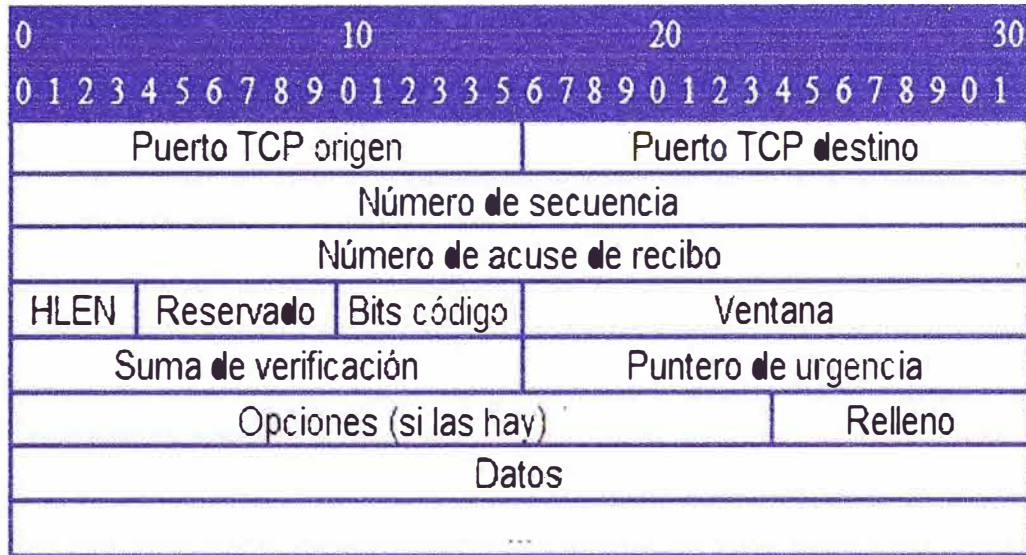 0 10 20 30
0 1 2 3 4 5 6 7 8 9 0 1 2 3 3 5 6 7 8 9 0 1 2 3 4 5 6 7 8 9 0 1
Puerto TCP origen Puerto TCP destino
Número de secuencia
Número de acuse de recibo
HLEN Reservado Bits código Ventana
Suma de verificación Puntero de urgencia
Opciones (si las hay) Relleno
Datos
...